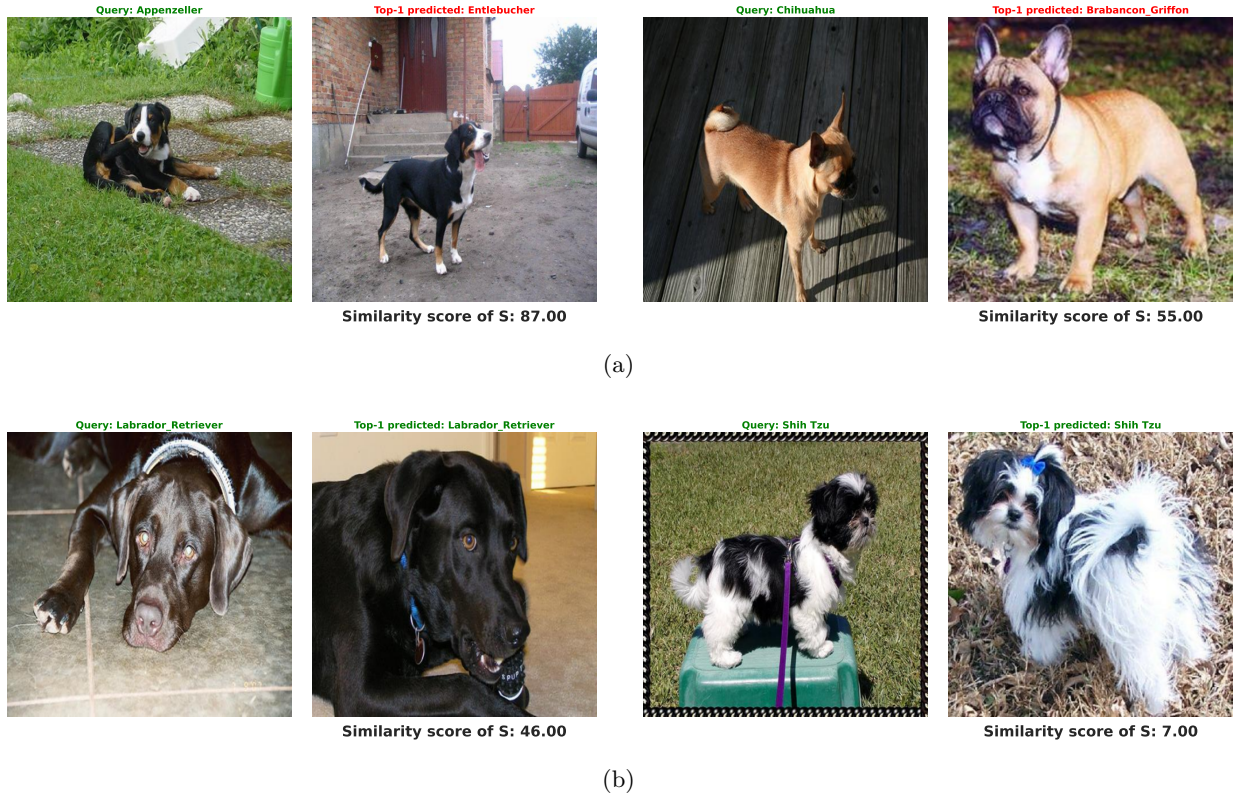 Query: Appenzeller
Top-1 predicted: Entlebucher
Query: Chihuahua
Top-1 predicted: Brabancon_Griffon
Similarity score of S: 87.00
Similarity score of S: 55.00
(a)
Query: Labrador_Retriever
Top-1 predicted: Labrador_Retriever
Query: Shih Tzu
Top-1 predicted: Shih Tzu
Similarity score of S: 46.00
Similarity score of S: 7.00
(b)